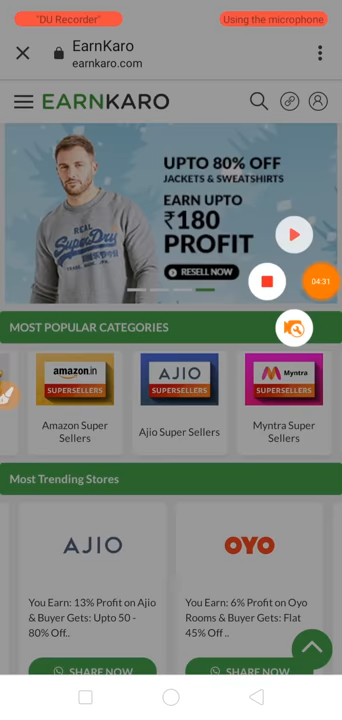 "DU Recorder"
Using the microphone
EarnKaro
earnkaro.com
EARNKARO
UPTO 80% OFF
JACKETS & SWEATSHIRTS
EARN UPTO
₹180
PROFIT
RESELL NOW
REAL
Superdry
04:31
MOST POPULAR CATEGORIES
amazon.in
SUPERSELLERS
AJIO
SUPERSELLERS
Myntra
SUPERSELLERS
Amazon Super
Sellers
Ajio Super Sellers
Myntra Super
Sellers
Most Trending Stores
AJIO
OYO
You Earn: 13% Profit on Ajio
& Buyer Gets: Upto 50 -
80% Off..
You Earn: 6% Profit on Oyo
Rooms & Buyer Gets: Flat
45% Off ..
SHARE NOW
SHARE NOW